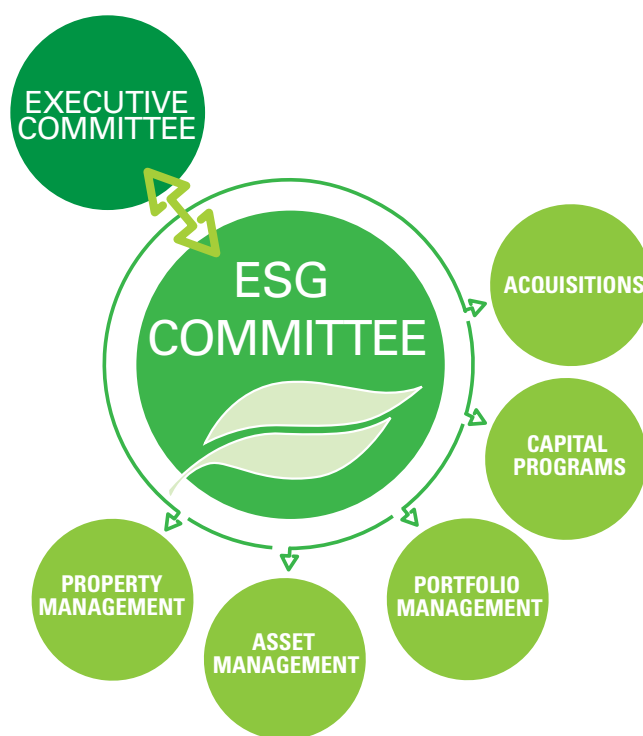 EXECUTIVE
COMMITTEE
ESG
COMMITTEE
ACQUISITIONS
CAPITAL
PROGRAMS
PORTFOLIO
MANAGEMENT
ASSET
MANAGEMENT
PROPERTY
MANAGEMENT